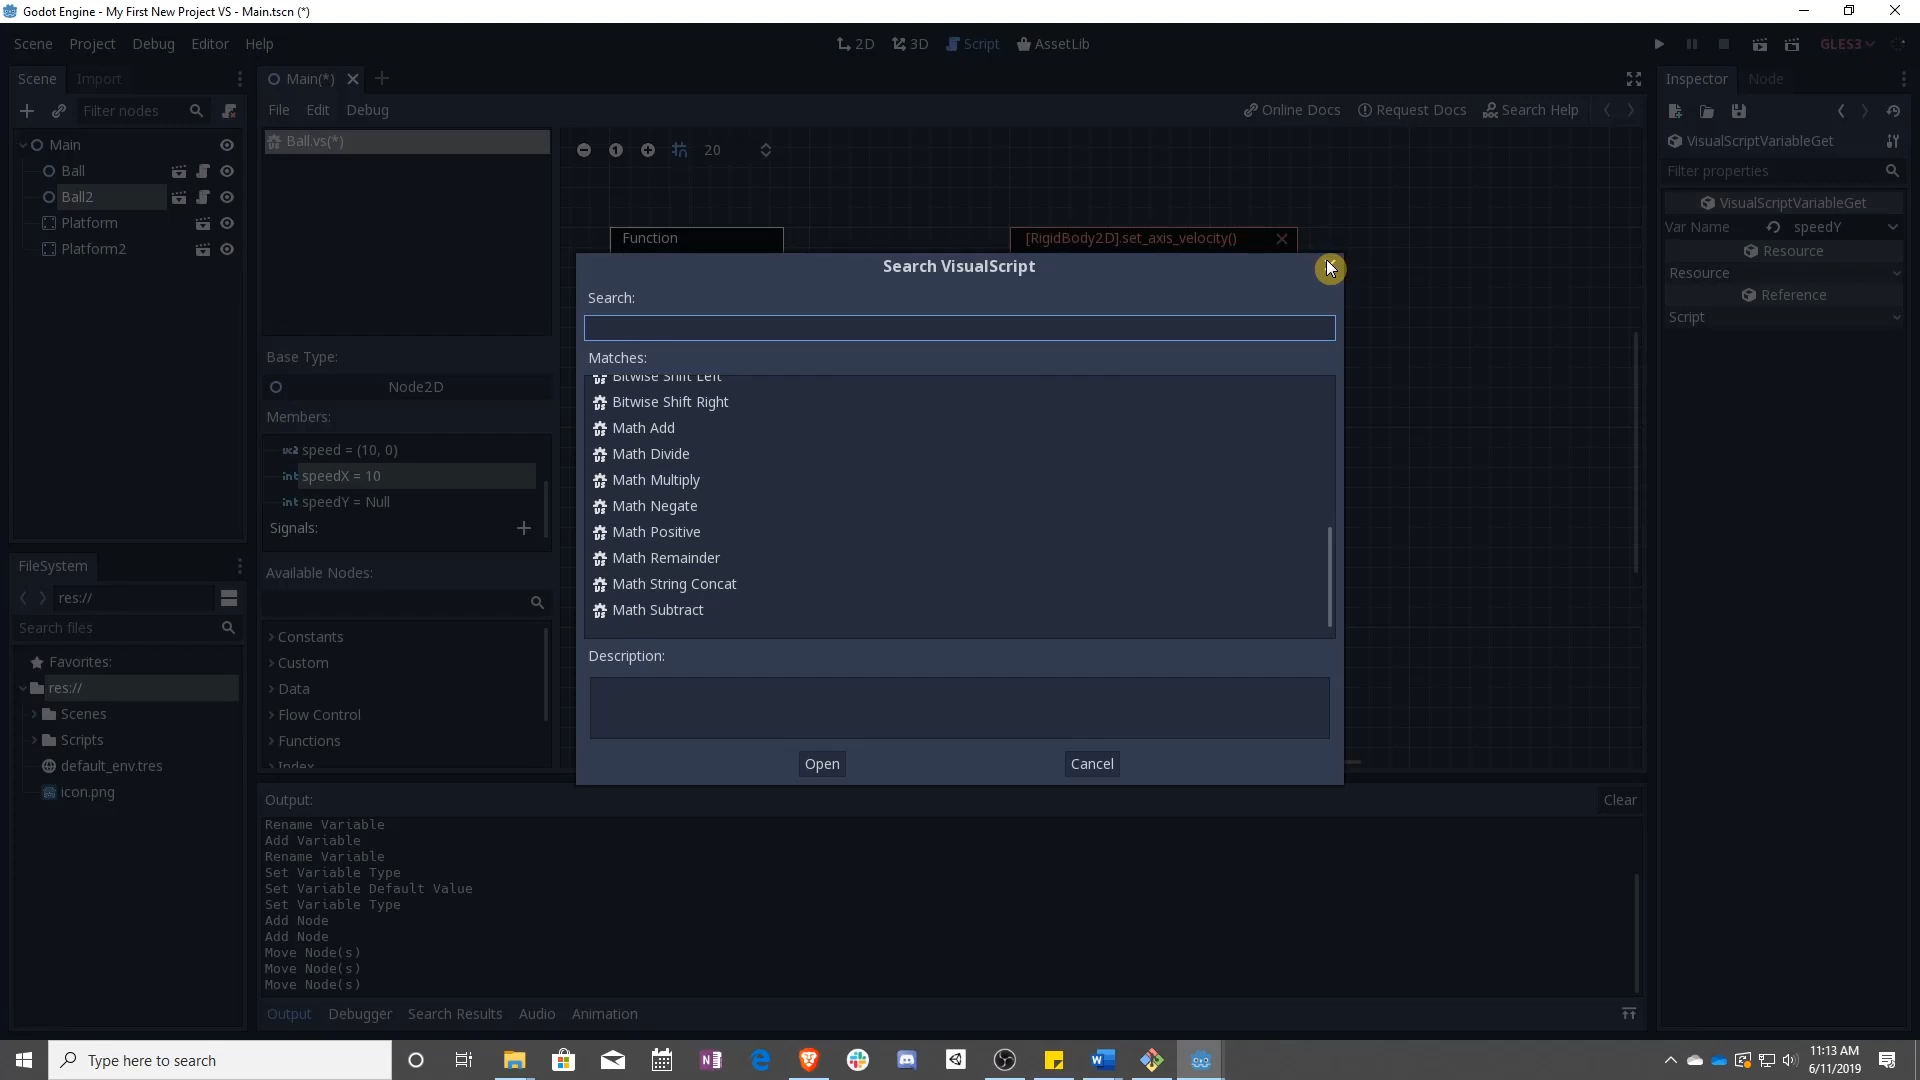 Godot Engine - My First New Project VS - Main.tscn (*)
Scene Project Debug Editor Help
2D 3D Script AssetLib
GLES3
Scene Import
Main(*)
Inspector Node
Filter nodes
File Edit Debug
Online Docs Request Docs Search Help
Main
Ball
Ball2
Platform
Platform2
Ball.vs(*)
20
VisualScriptVariableGet
Filter properties
VisualScriptVariableGet
Var Name speedY
Resource
Resource
Reference
Script
Function
[RigidBody2D].set_axis_velocity()
Search VisualScript
Search:
Matches:
Bitwise Shift Left
Bitwise Shift Right
Math Add
Math Divide
Math Multiply
Math Negate
Math Positive
Math Remainder
Math String Concat
Math Subtract
Description:
Open Cancel
Base Type:
Node2D
Members:
speed = (10, 0)
int speedX = 10
int speedY = Null
Signals:
Available Nodes:
Constants
Custom
Data
Flow Control
Functions
Index
FileSystem
res://
Search files
Favorites:
res://
Scenes
Scripts
default_env.tres
icon.png
Output: Clear
Rename Variable
Add Variable
Rename Variable
Set Variable Type
Set Variable Default Value
Set Variable Type
Add Node
Add Node
Move Node(s)
Move Node(s)
Move Node(s)
Output Debugger Search Results Audio Animation
Type here to search
11:13 AM
6/11/2019